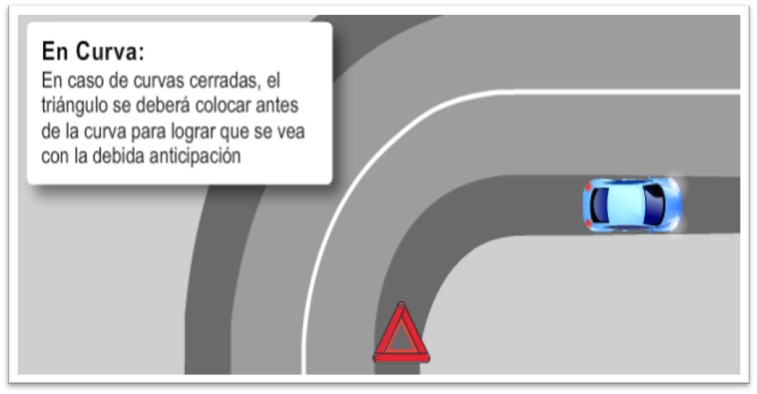 En Curva:
En caso de curvas cerradas, el
triángulo se deberá colocar antes
de la curva para lograr que se vea
con la debida anticipación